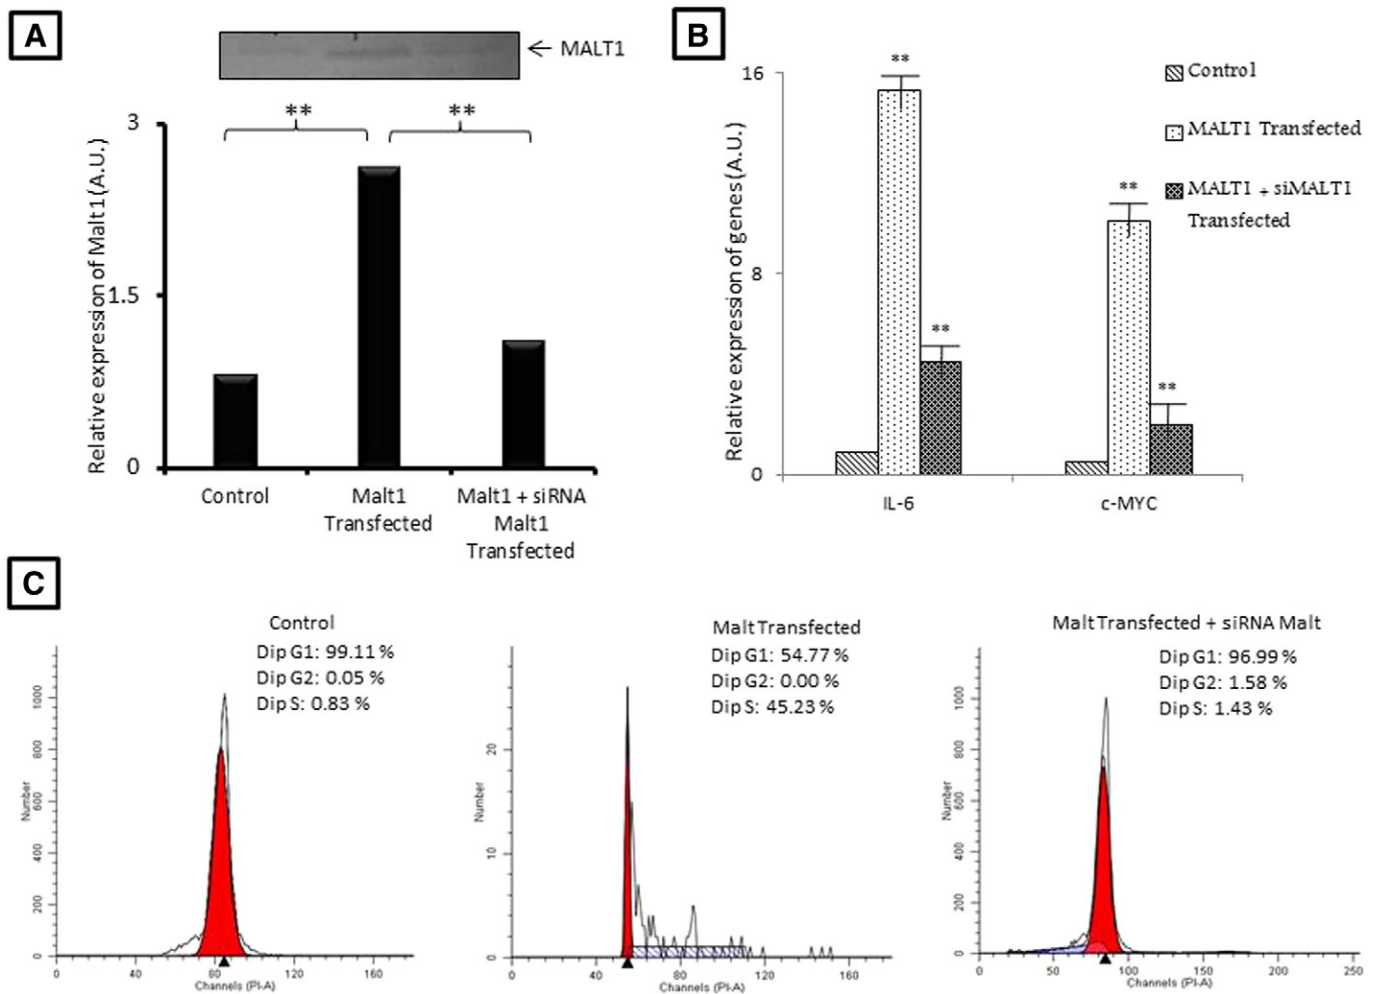 A
← MALT1
** **
3
1.5
0
Relative expression of Malt1(A.U.)
Control
Malt1
Transfected
Malt1 + siRNA
Malt1
Transfected
B
16
8
0
Relative expression of genes (A.U.)
**
**
**
**
IL-6
c-MYC
Control
MALT1 Transfected
MALT1 + siMALT1
Transfected
C
Control
Dip G1: 99.11 %
Dip G2: 0.05 %
Dip S: 0.83 %
Number
1000
800
600
400
200
0
0 40 80 120 160
Channels (PI-A)
Malt Transfected
Dip G1: 54.77 %
Dip G2: 0.00 %
Dip S: 45.23 %
Number
20
10
0
0 40 80 120 160
Channels (PI-A)
Malt Transfected + siRNA Malt
Dip G1: 96.99 %
Dip G2: 1.58 %
Dip S: 1.43 %
Number
1000
800
600
400
200
0
0 50 100 150 200 250
Channels (PI-A)